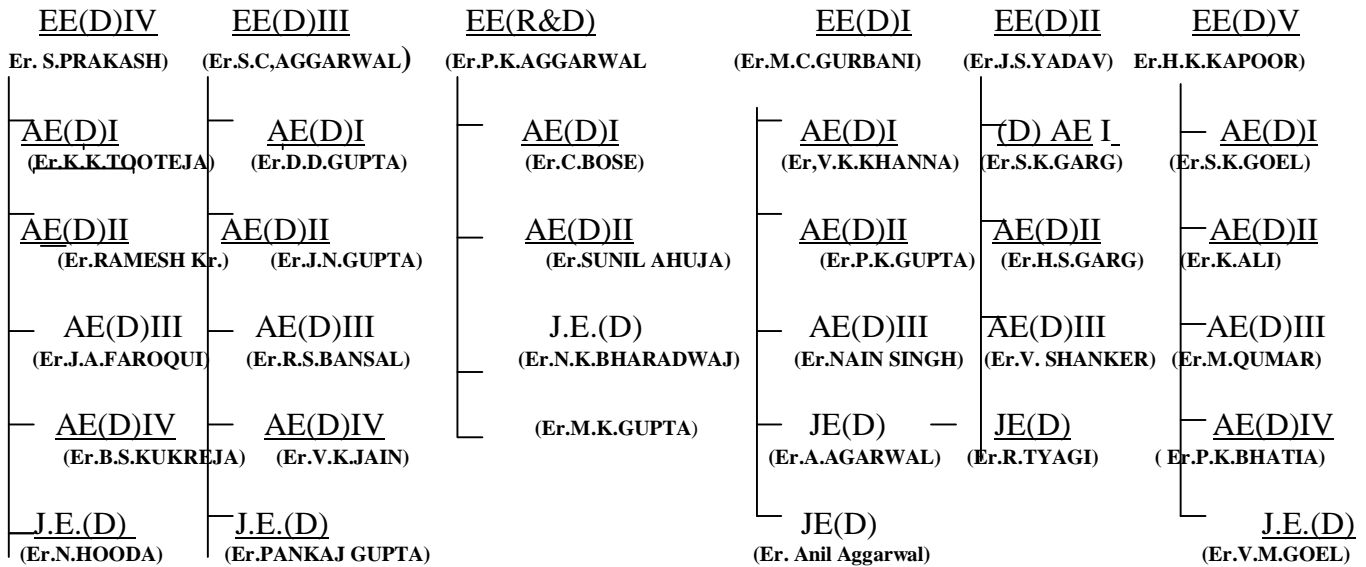 EE(D)IV EE(D)III EE(R&D) EE(D)I EE(D)II EE(D)V
Er. S.PRAKASH) (Er.S.C,AGGARWAL) (Er.P.K.AGGARWAL (Er.M.C.GURBANI) (Er.J.S.YADAV) Er.H.K.KAPOOR)
AE(D)I AE(D)I AE(D)I AE(D)I (D) AE I AE(D)I
(Er.K.K.TOOTEJA) (Er.D.D.GUPTA) (Er.C.BOSE) (Er,V.K.KHANNA) (Er.S.K.GARG) (Er.S.K.GOEL)
AE(D)II AE(D)II AE(D)II AE(D)II AE(D)II AE(D)II
(Er.RAMESH Kr.) (Er.J.N.GUPTA) (Er.SUNIL AHUJA) (Er.P.K.GUPTA) (Er.H.S.GARG) (Er.K.ALI)
AE(D)III AE(D)III J.E.(D) AE(D)III AE(D)III AE(D)III
(Er.J.A.FAROQUI) (Er.R.S.BANSAL) (Er.N.K.BHARADWAJ) (Er.NAIN SINGH) (Er.V. SHANKER) (Er.M.QUMAR)
AE(D)IV AE(D)IV (Er.M.K.GUPTA) JE(D) JE(D) AE(D)IV
(Er.B.S.KUKREJA) (Er.V.K.JAIN) (Er.A.AGARWAL) (Er.R.TYAGI) ( Er.P.K.BHATIA)
J.E.(D) J.E.(D) JE(D) J.E.(D)
(Er.N.HOODA) (Er.PANKAJ GUPTA) (Er. Anil Aggarwal) (Er.V.M.GOEL)